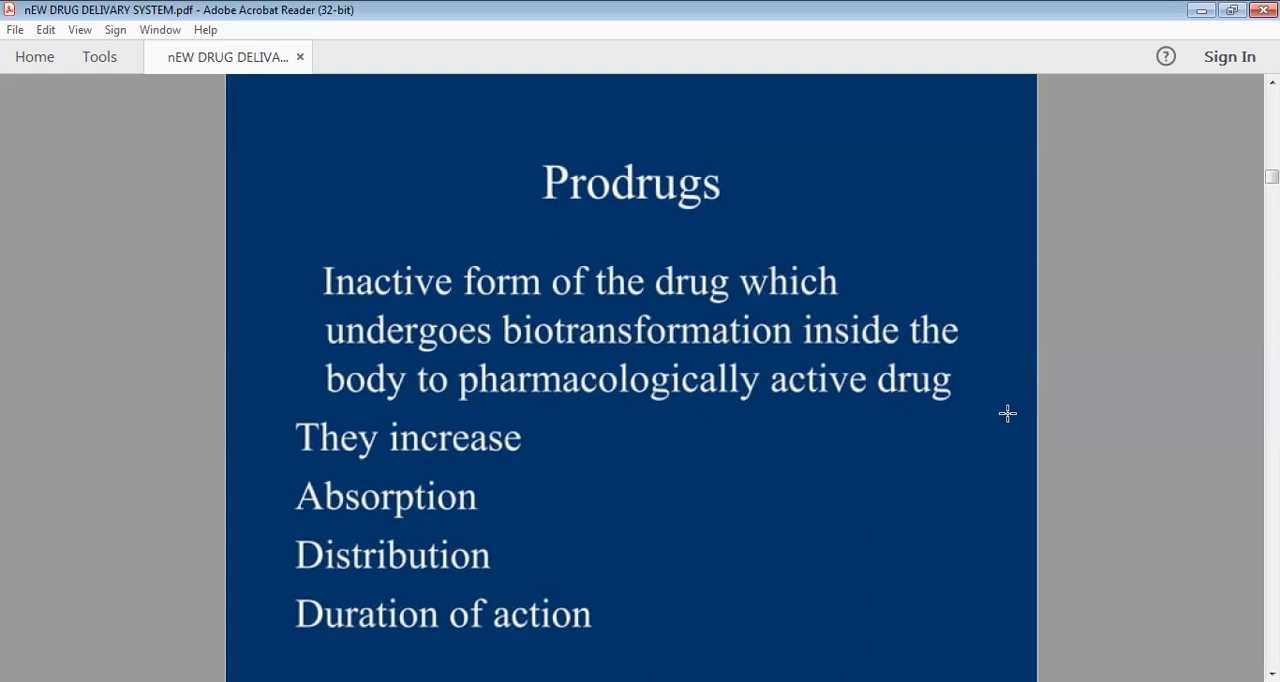 nEW DRUG DELIVARY SYSTEM.pdf - Adobe Acrobat Reader (32-bit)
File Edit View Sign Window Help
Home Tools nEW DRUG DELIVA... × ? Sign In
Prodrugs
Inactive form of the drug which
undergoes biotransformation inside the
body to pharmacologically active drug
They increase
Absorption
Distribution
Duration of action